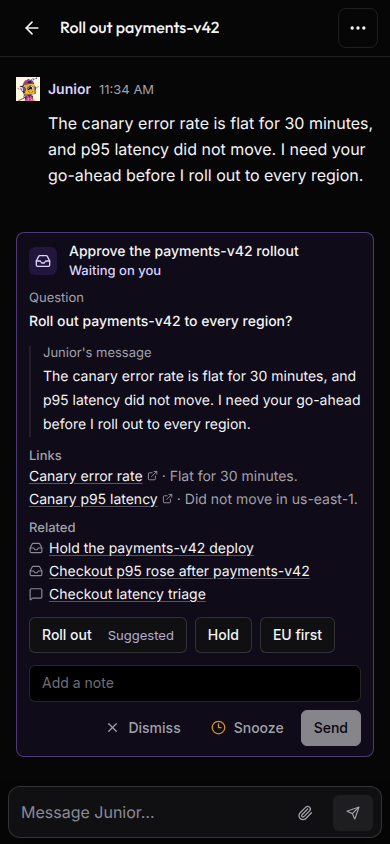 Roll out payments-v42
Junior 11:34 AM
The canary error rate is flat for 30 minutes,
and p95 latency did not move. I need your
go-ahead before I roll out to every region.
Approve the payments-v42 rollout
Waiting on you
Question
Roll out payments-v42 to every region?
Junior's message
The canary error rate is flat for 30 minutes, and
p95 latency did not move. I need your go-ahead
before I roll out to every region.
Links
Canary error rate · Flat for 30 minutes.
Canary p95 latency · Did not move in us-east-1.
Related
Hold the payments-v42 deploy
Checkout p95 rose after payments-v42
Checkout latency triage
Roll out Suggested Hold EU first
Add a note
Dismiss Snooze Send
Message Junior...